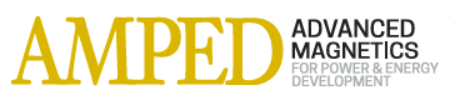 AMPED
ADVANCED
MAGNETICS
FOR POWER & ENERGY
DEVELOPMENT